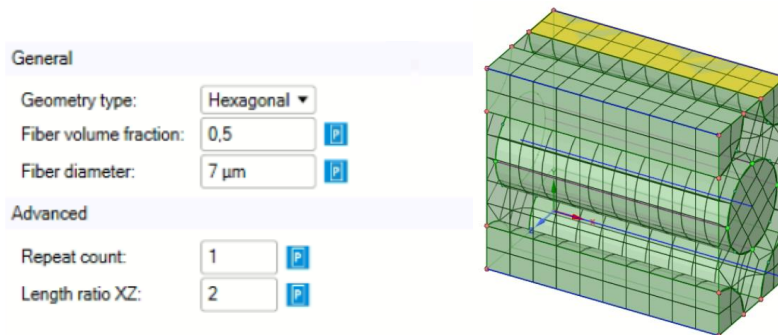 General
Geometry type: Hexagonal
Fiber volume fraction: 0,5 P
Fiber diameter: 7 µm P
Advanced
Repeat count: 1 P
Length ratio XZ: 2 P